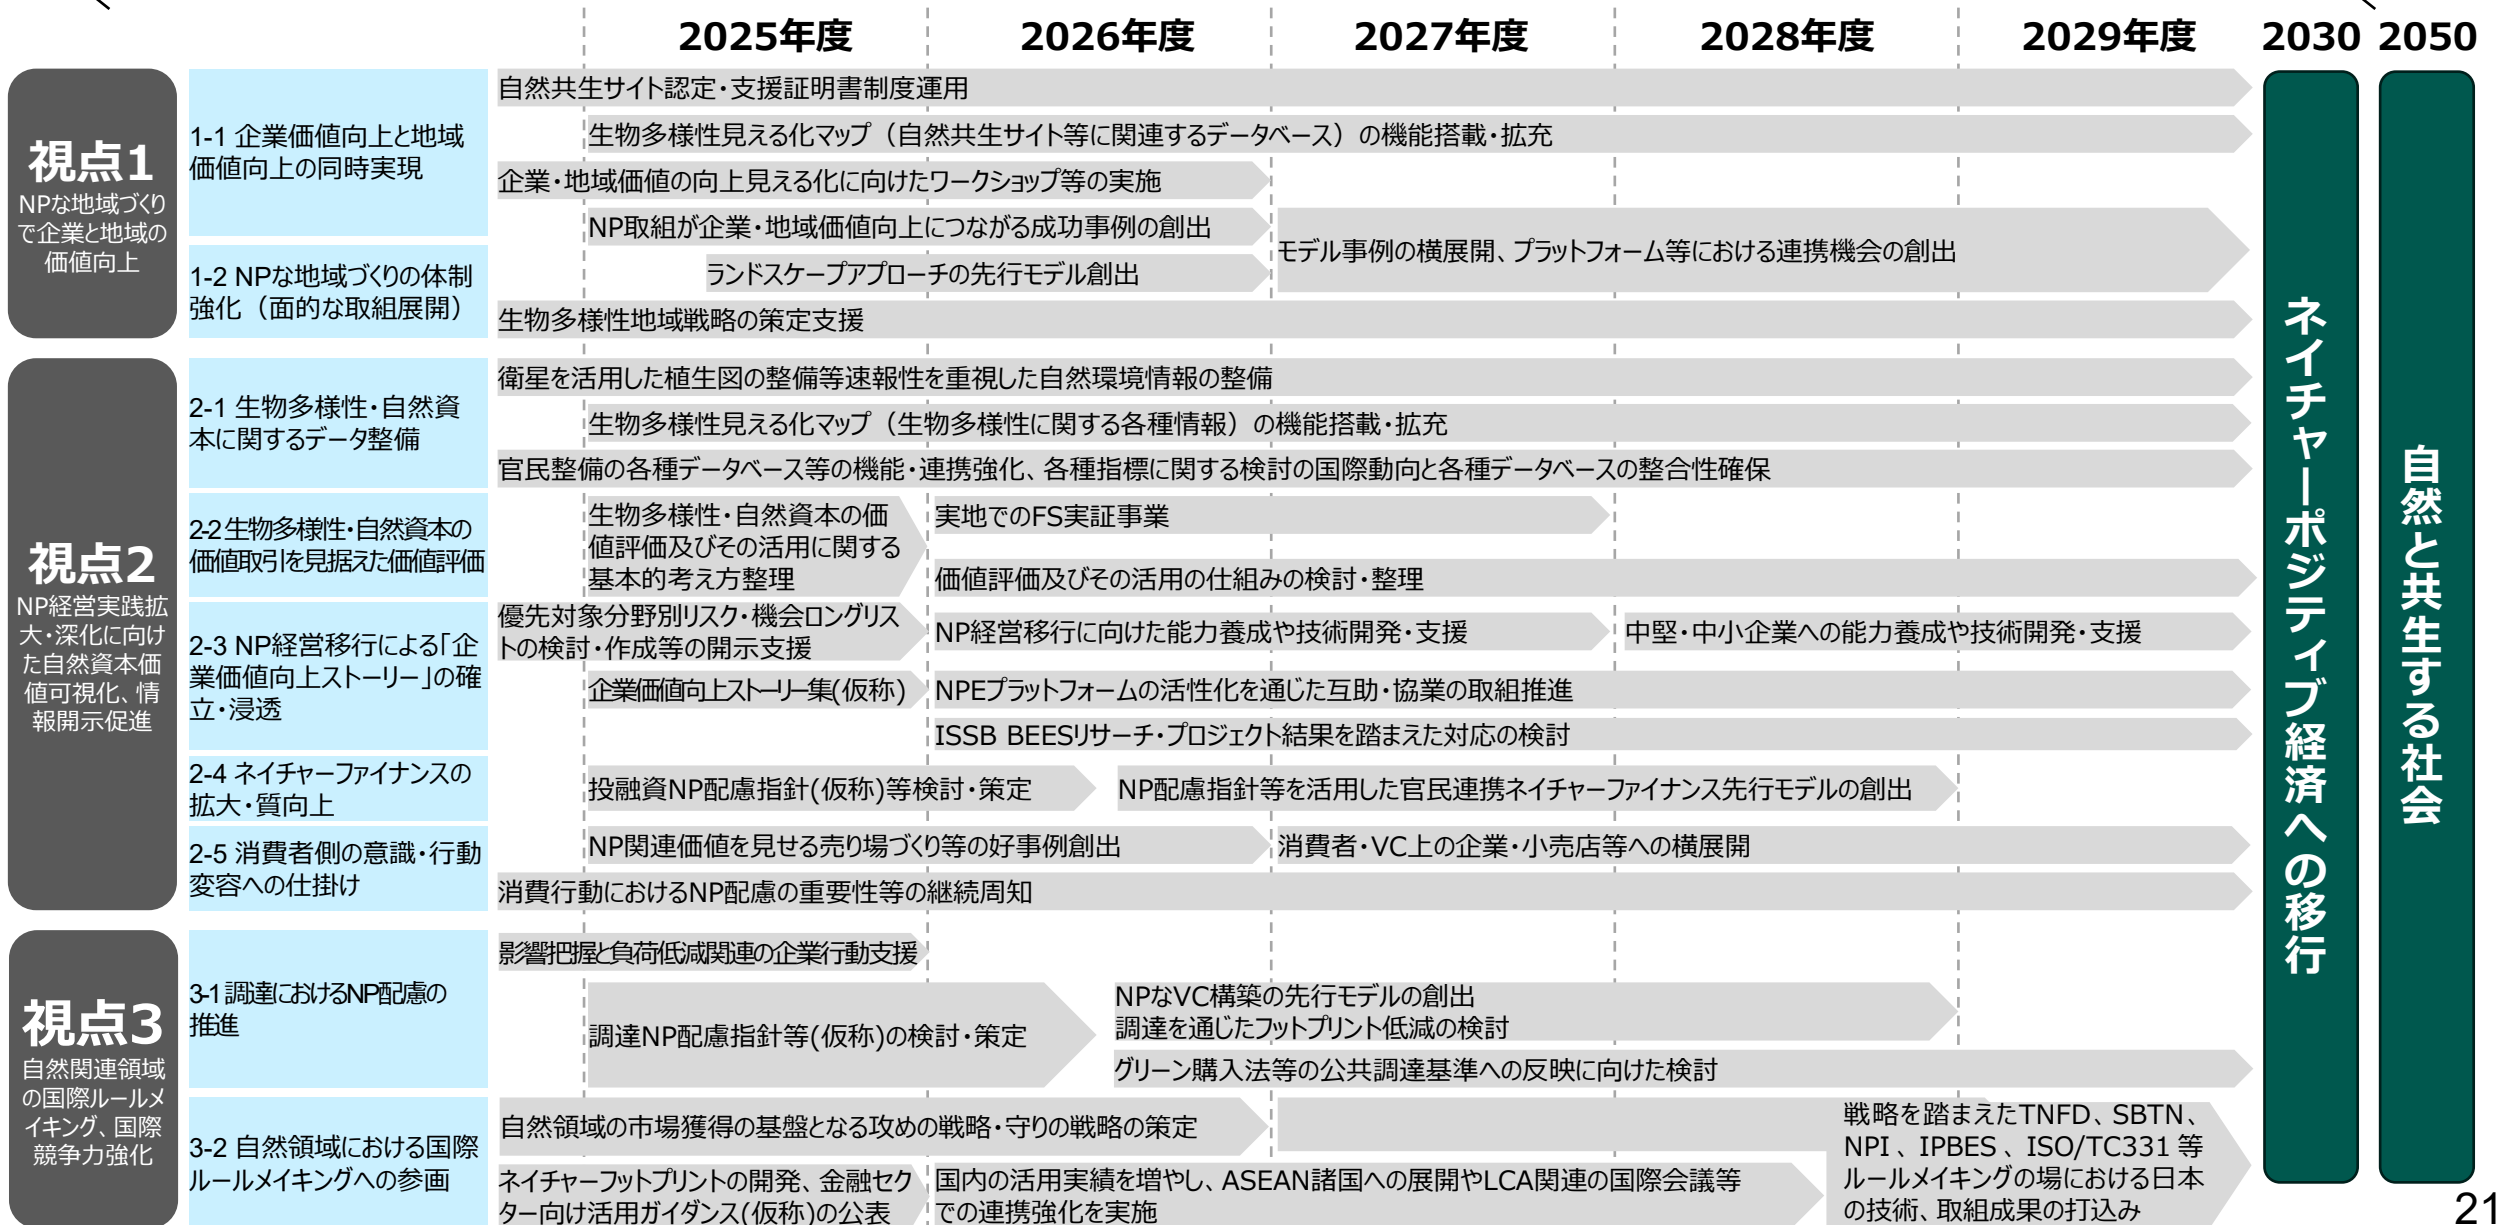 2025年度 2026年度 2027年度 2028年度 2029年度 2030 2050
視点1
NPな地域づくり
で企業と地域の
価値向上
1-1 企業価値向上と地域
価値向上の同時実現
自然共生サイト認定・支援証明書制度運用
生物多様性見える化マップ（自然共生サイト等に関連するデータベース）の機能搭載・拡充
企業・地域価値の向上見える化に向けたワークショップ等の実施
NP取組が企業・地域価値向上につながる成功事例の創出
モデル事例の横展開、プラットフォーム等における連携機会の創出
1-2 NPな地域づくりの体制
強化（面的な取組展開）
ランドスケープアプローチの先行モデル創出
生物多様性地域戦略の策定支援
視点2
NP経営実践拡
大・深化に向け
た自然資本価
値可視化、情
報開示促進
2-1 生物多様性・自然資
本に関するデータ整備
衛星を活用した植生図の整備等速報性を重視した自然環境情報の整備
生物多様性見える化マップ（生物多様性に関する各種情報）の機能搭載・拡充
官民整備の各種データベース等の機能・連携強化、各種指標に関する検討の国際動向と各種データベースの整合性確保
2-2 生物多様性・自然資本の
価値取引を見据えた価値評価
生物多様性・自然資本の価
値評価及びその活用に関する
基本的考え方整理
実地でのFS実証事業
価値評価及びその活用の仕組みの検討・整理
2-3 NP経営移行による「企
業価値向上ストーリー」の確
立・浸透
優先対象分野別リスク・機会ロングリス
トの検討・作成等の開示支援
NP経営移行に向けた能力養成や技術開発・支援
中堅・中小企業への能力養成や技術開発・支援
企業価値向上ストーリー集(仮称)
NPEプラットフォームの活性化を通じた互助・協業の取組推進
ISSB BEESリサーチ・プロジェクト結果を踏まえた対応の検討
2-4 ネイチャーファイナンスの
拡大・質向上
投融資NP配慮指針(仮称)等検討・策定
NP配慮指針等を活用した官民連携ネイチャーファイナンス先行モデルの創出
2-5 消費者側の意識・行動
変容への仕掛け
NP関連価値を見せる売り場づくり等の好事例創出
消費者・VC上の企業・小売店等への横展開
消費行動におけるNP配慮の重要性等の継続周知
視点3
自然関連領域
の国際ルールメ
イキング、国際
競争力強化
3-1 調達におけるNP配慮の
推進
影響把握と負荷低減関連の企業行動支援
調達NP配慮指針等(仮称)の検討・策定
NPなVC構築の先行モデルの創出
調達を通じたフットプリント低減の検討
グリーン購入法等の公共調達基準への反映に向けた検討
3-2 自然領域における国際
ルールメイキングへの参画
自然領域の市場獲得の基盤となる攻めの戦略・守りの戦略の策定
ネイチャーフットプリントの開発、金融セク
ター向け活用ガイダンス(仮称)の公表
国内の活用実績を増やし、ASEAN諸国への展開やLCA関連の国際会議等
での連携強化を実施
戦略を踏まえたTNFD、SBTN、
NPI、IPBES、ISO/TC331 等
ルールメイキングの場における日本
の技術、取組成果の打込み
ネイチャーポジティブ経済への移行
自然と共生する社会
21